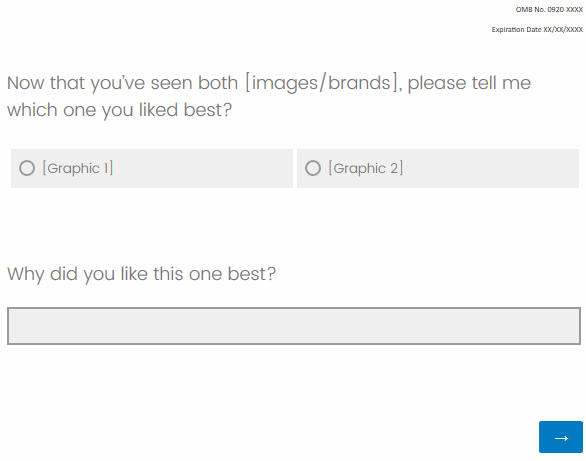 OMB No. 0920 XXXX
Expiration Date XX/XX/XXXX
Now that you've seen both [images/brands], please tell me
which one you liked best?
[Graphic 1]
[Graphic 2]
Why did you like this one best?
→